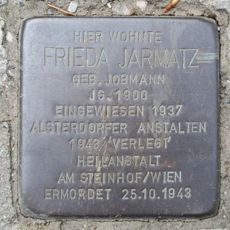 HIER WOHNTE
FRIEDA JARMATZ
GEB. JOBMANN
JG. 1900
EINGEWIESEN 1937
ALSTERDORFER ANSTALTEN
1943 VERLEGT
HEILANSTALT
AM STEINHOF/WIEN
ERMORDET 25.10.1943